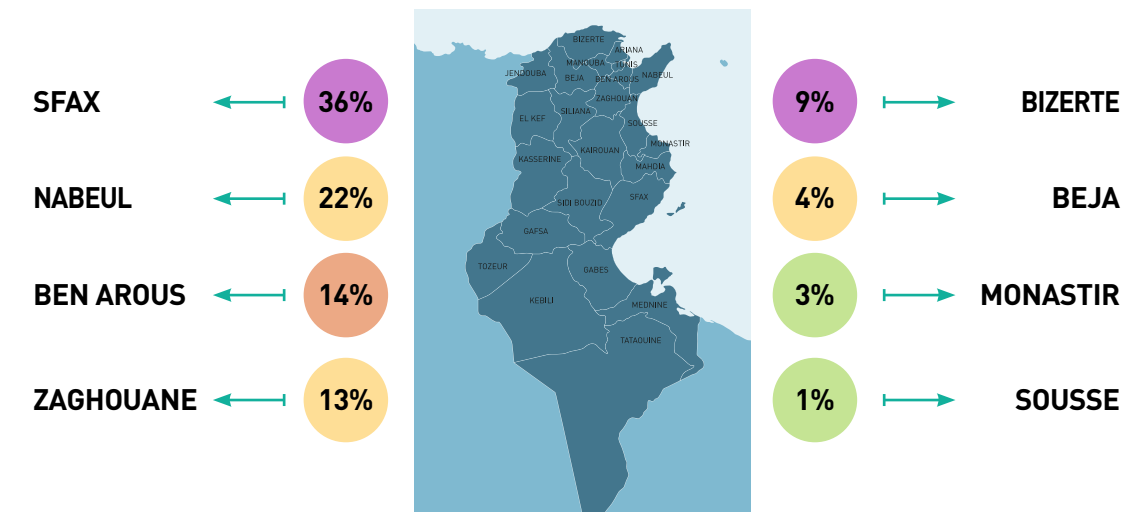 SFAX
36%
NABEUL
22%
BEN AROUS
14%
ZAGHOUANE
13%
BIZERTE
ARIANA
MANOUBA
TUNIS
JENDOUBA
BEJA
BEN AROUS
NABEUL
ZAGHOUAN
SILIANA
EL KEF
SOUSSE
MONASTIR
KAIROUAN
KASSERINE
MAHDIA
SIDI BOUZID
SFAX
GAFSA
TOZEUR
GABES
KEBILI
MEDNINE
TATAOUINE
9%
BIZERTE
4%
BEJA
3%
MONASTIR
1%
SOUSSE